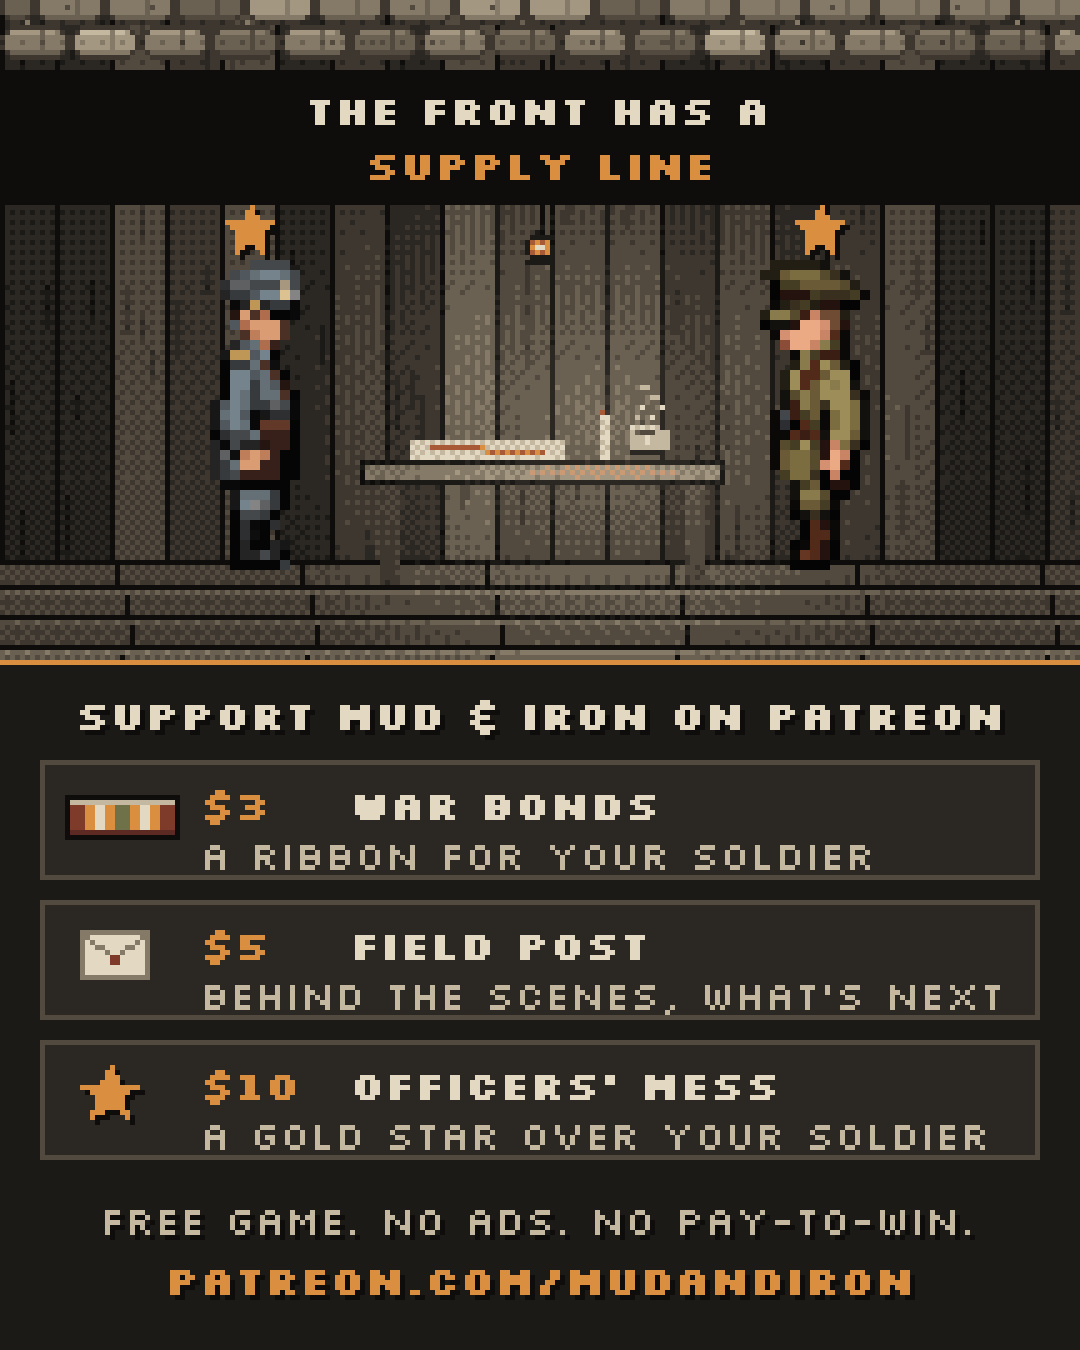 THE FRONT HAS A
SUPPLY LINE
SUPPORT MUD & IRON ON PATREON
$3 WAR BONDS
A RIBBON FOR YOUR SOLDIER
$5 FIELD POST
BEHIND THE SCENES, WHAT'S NEXT
$10 OFFICERS' MESS
A GOLD STAR OVER YOUR SOLDIER
FREE GAME. NO ADS. NO PAY-TO-WIN.
PATREON.COM/MUDANDIRON